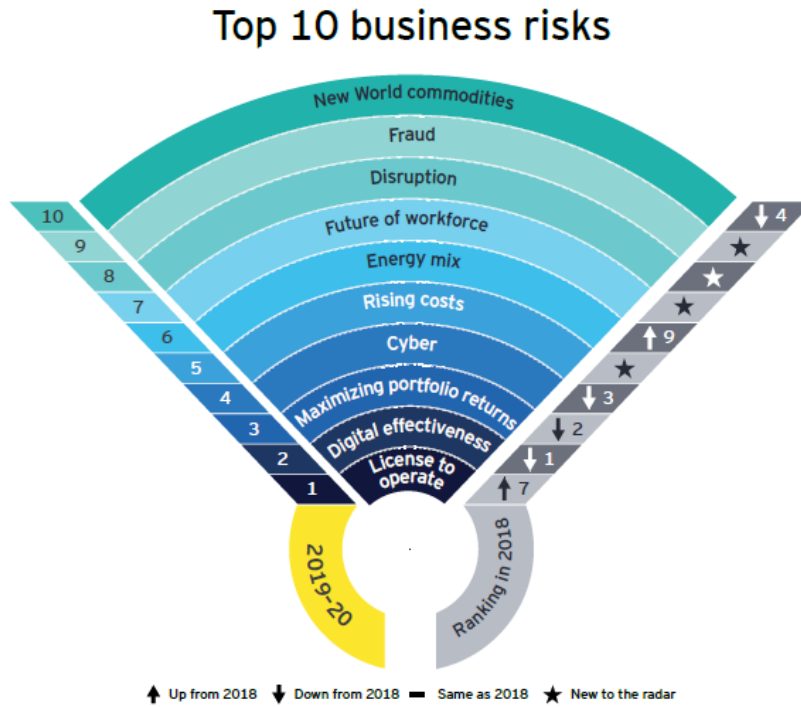 Top 10 business risks
New World commodities
Fraud
Disruption
Future of workforce
Energy mix
Rising costs
Cyber
Maximizing portfolio returns
Digital effectiveness
License to
operate
10
9
8
7
6
5
4
3
2
1
4
9
3
2
1
7
2019-20
Ranking in 2018
Up from 2018 Down from 2018 Same as 2018 New to the radar